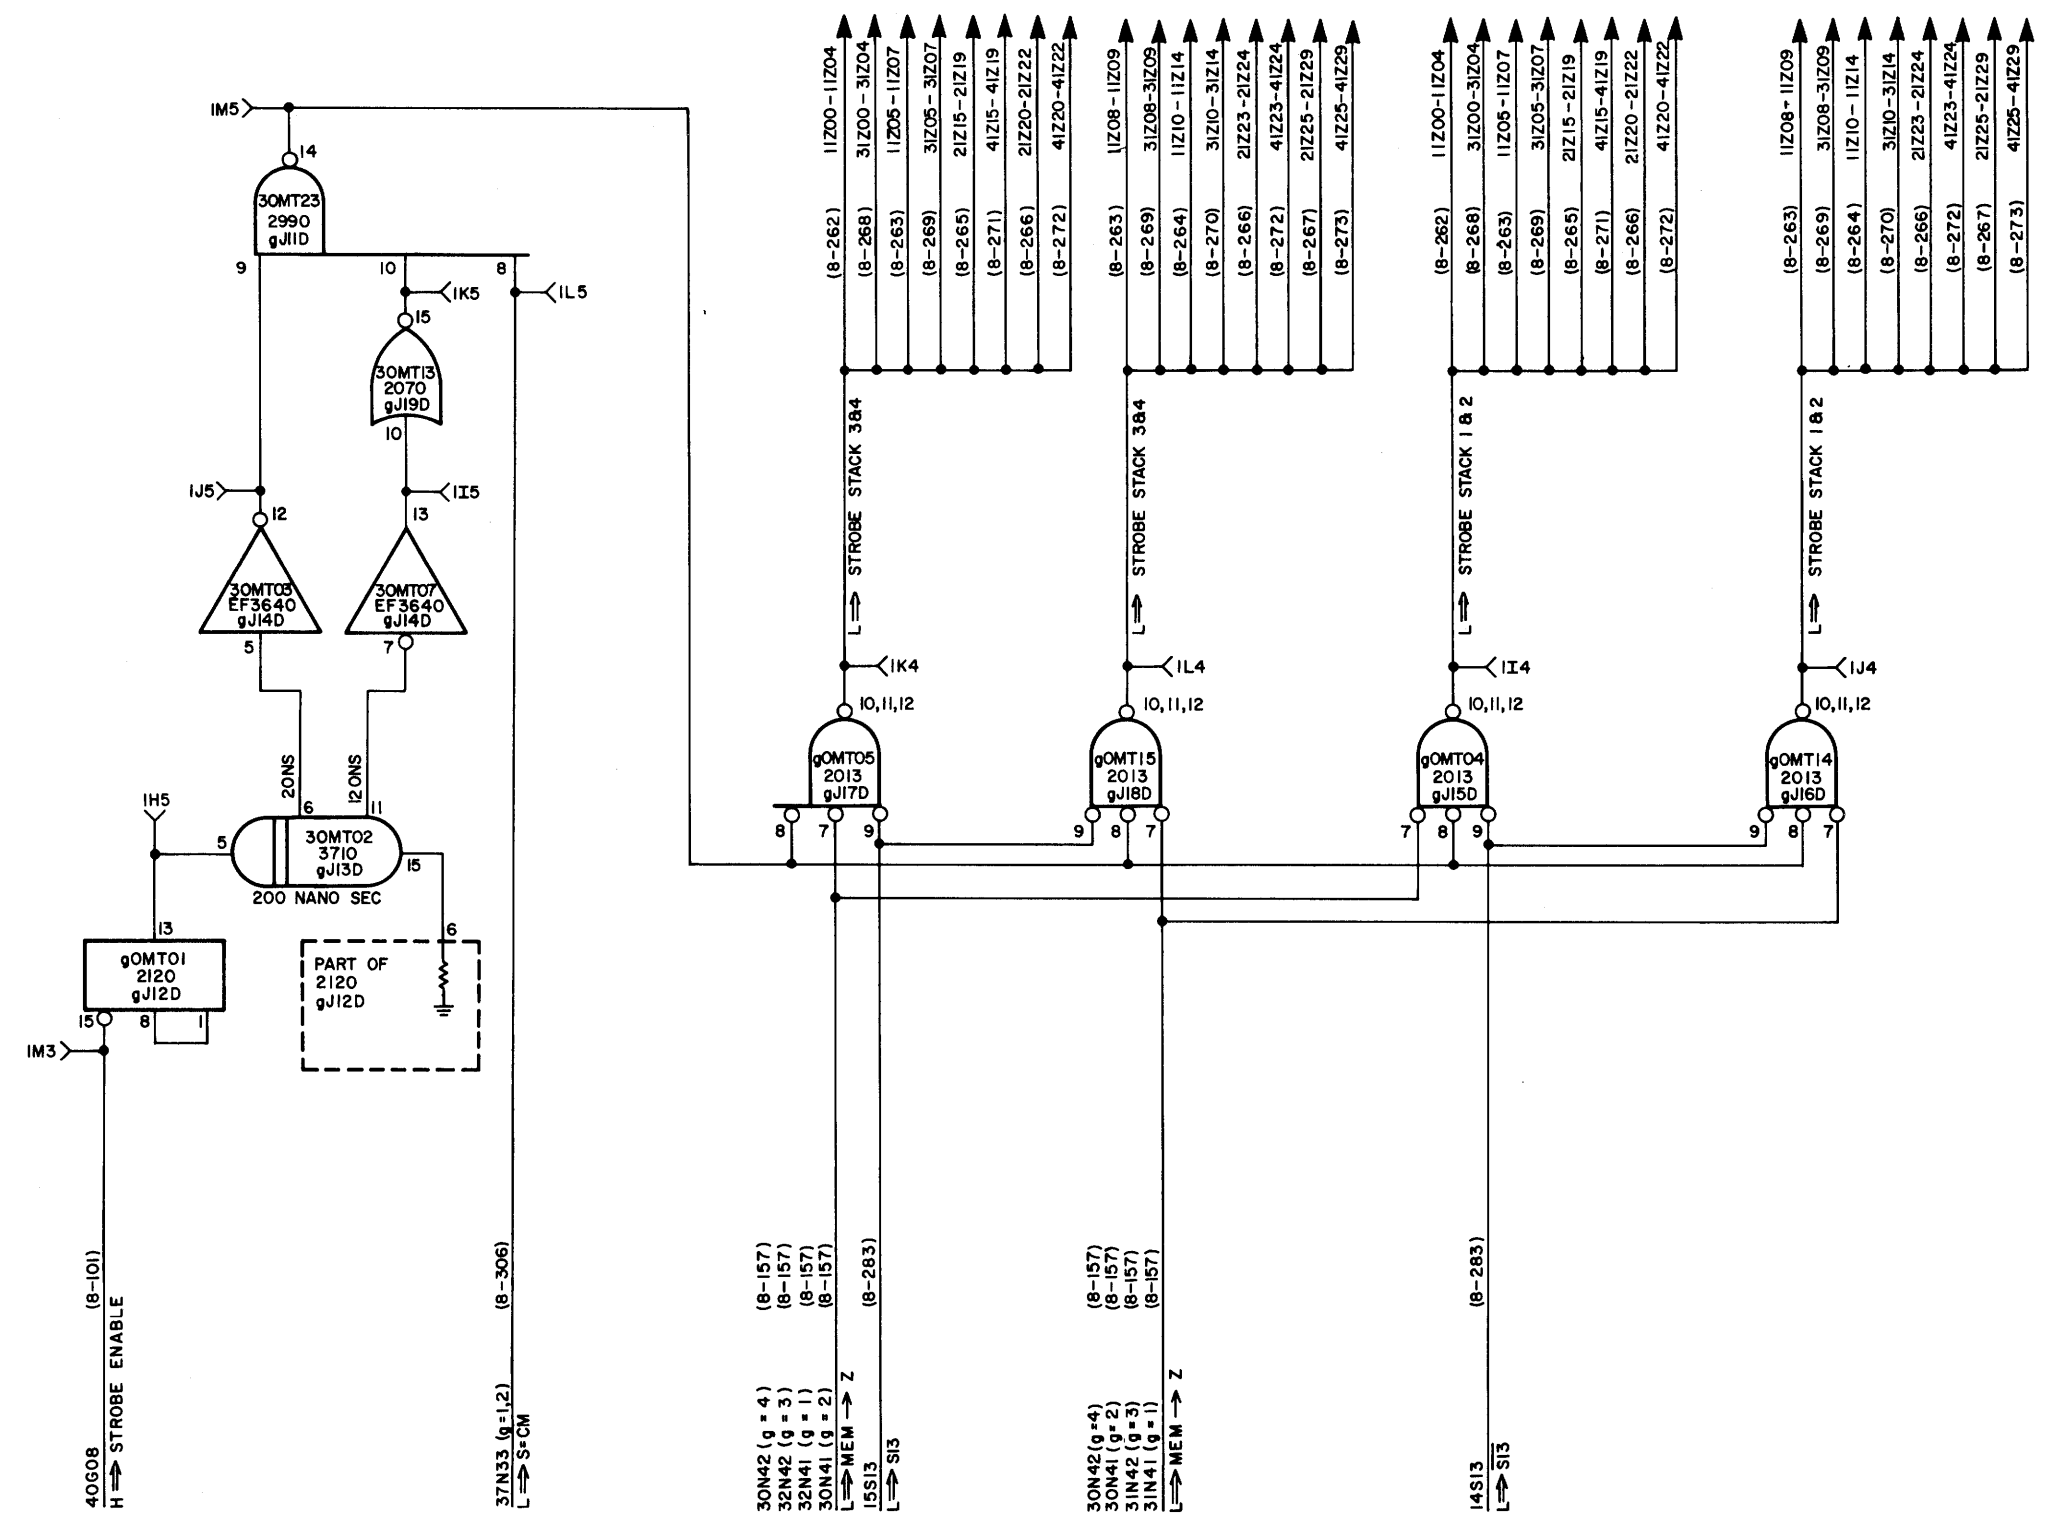 11Z00-11Z04
31Z00-31Z04
11Z05-11Z07
31Z05-31Z07
21Z15-21Z19
41Z15-41Z19
21Z20-21Z22
41Z20-41Z22
11Z08-11Z09
31Z08-31Z09
11Z10-11Z14
31Z10-31Z14
21Z23-21Z24
41Z23-41Z24
21Z25-21Z29
41Z25-41Z29
11Z00-11Z04
31Z00-31Z04
11Z05-11Z07
31Z05-31Z07
21Z15-21Z19
41Z15-41Z19
21Z20-21Z22
41Z20-41Z22
11Z08-11Z09
31Z08-31Z09
11Z10-11Z14
31Z10-31Z14
21Z23-21Z24
41Z23-41Z24
21Z25-21Z29
41Z25-41Z29
(8-262)
(8-268)
(8-263)
(8-269)
(8-265)
(8-271)
(8-266)
(8-272)
(8-263)
(8-269)
(8-264)
(8-270)
(8-266)
(8-272)
(8-267)
(8-273)
(8-262)
(8-268)
(8-263)
(8-269)
(8-265)
(8-271)
(8-266)
(8-272)
(8-263)
(8-269)
(8-264)
(8-270)
(8-266)
(8-272)
(8-267)
(8-273)
1M5
14
30MT23
2990
gJ11D
9
10
8
1K5
1L5
15
30MT13
2070
gJ19D
10
1J5
1I5
12
13
30MT03
EF3640
gJ14D
30MT07
EF3640
gJ14D
5
7
20NS
120NS
1H5
6
11
5
30MT02
3710
gJ13D
15
200 NANO SEC
13
6
g0MT01
2120
gJ12D
PART OF
2120
gJ12D
15
8
1
1M3
L⟹ STROBE STACK 3&4
L⟹ STROBE STACK 3&4
L⟹ STROBE STACK 1&2
L⟹ STROBE STACK 1&2
1K4
1L4
1I4
1J4
10,11,12
10,11,12
10,11,12
10,11,12
g0MT05
2013
gJ17D
g0MT15
2013
gJ18D
g0MT04
2013
gJ15D
g0MT14
2013
gJ16D
8
7
9
9
8
7
7
8
9
9
8
7
40G08 (8-101)
H⟹ STROBE ENABLE
37N33 (g=1,2) (8-306)
L⟹S=CM
30N42 (g = 4) (8-157)
32N42 (g = 3) (8-157)
32N41 (g = 1) (8-157)
30N41 (g = 2) (8-157)
L⟹MEM → Z
15S13 (8-283)
L⟹ S13
30N42 (g=4) (8-157)
30N41 (g=2) (8-157)
31N42 (g = 3) (8-157)
31N41 (g = 1) (8-157)
L⟹MEM → Z
14S13 (8-283)
L⟹ S̅1̅3̅